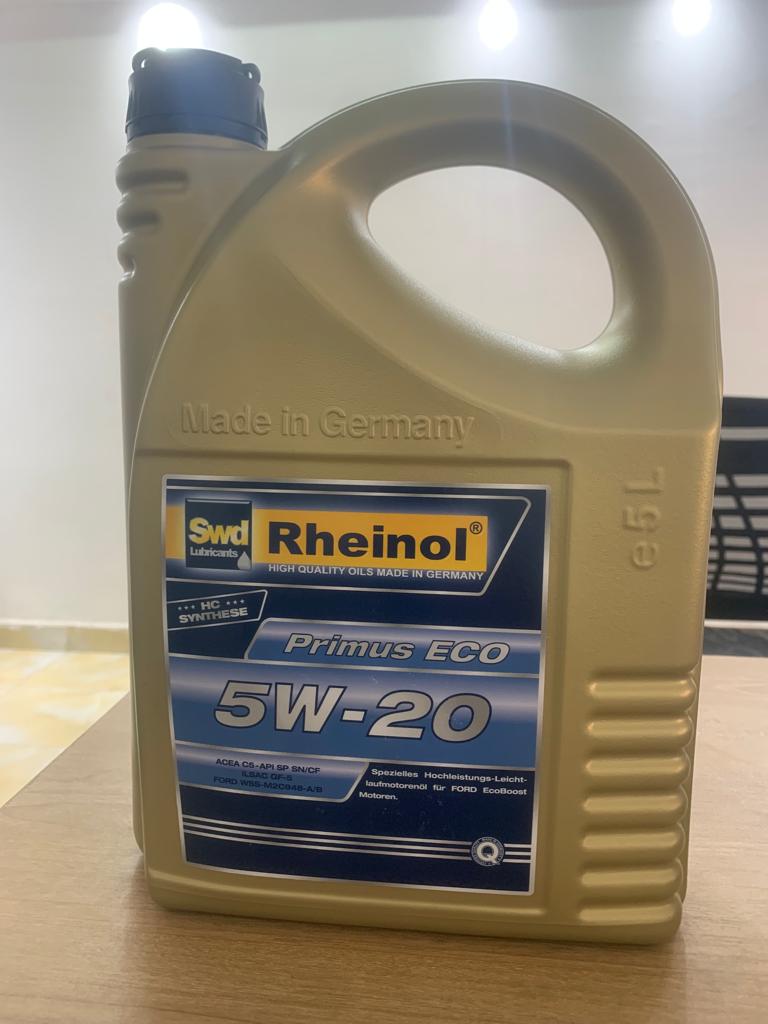 Made in Germany
e 5 L
Swd
Lubricants
Rheinol®
HIGH QUALITY OILS MADE IN GERMANY
*** HC ***
SYNTHESE
Primus ECO
5W-20
ACEA C5 - API SP SN/CF
ILSAC GF-5
FORD WSS-M2C948-A/B
Spezielles Hochleistungs-Leicht-
laufmotorenöl für FORD EcoBoost
Motoren.
Q